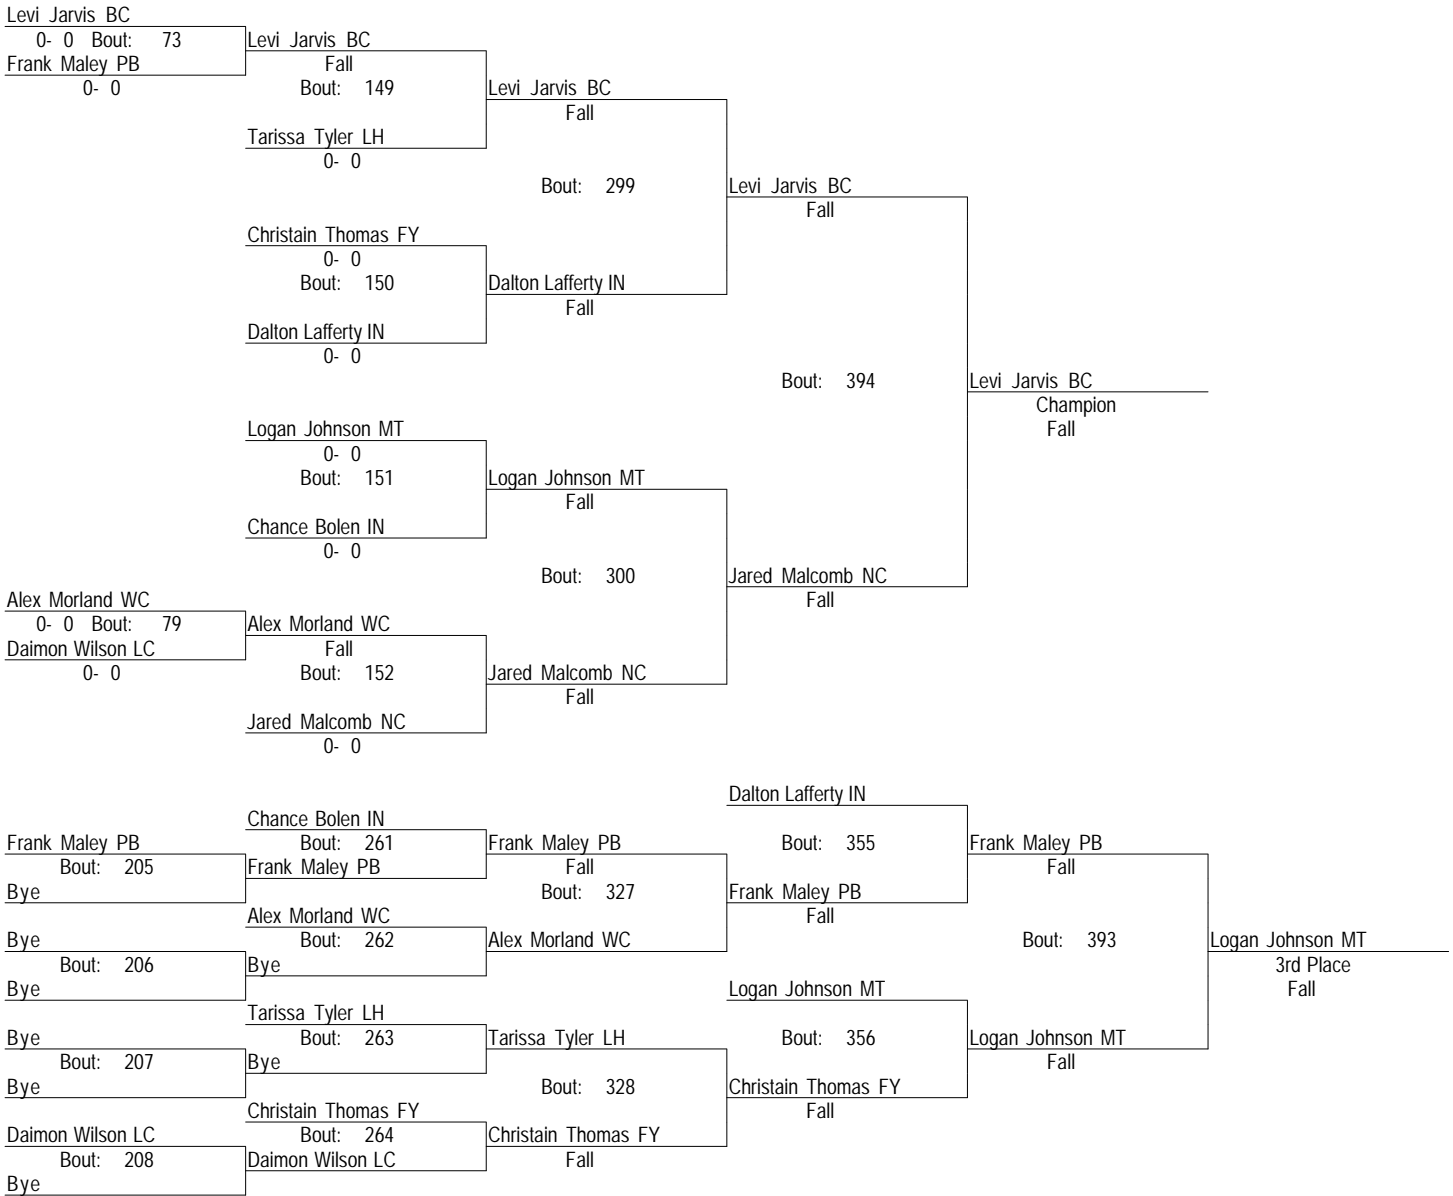 Levi Jarvis BC
0- 0 Bout: 73
Levi Jarvis BC
Frank Maley PB
Fall
0- 0
Bout: 149
Levi Jarvis BC
Fall
Tarissa Tyler LH
0- 0
Bout: 299
Levi Jarvis BC
Fall
Christain Thomas FY
0- 0
Bout: 150
Dalton Lafferty IN
Fall
Dalton Lafferty IN
0- 0
Bout: 394
Levi Jarvis BC
Champion
Fall
Logan Johnson MT
0- 0
Bout: 151
Logan Johnson MT
Fall
Chance Bolen IN
0- 0
Bout: 300
Jared Malcomb NC
Fall
Alex Morland WC
0- 0 Bout: 79
Alex Morland WC
Daimon Wilson LC
Fall
0- 0
Bout: 152
Jared Malcomb NC
Fall
Jared Malcomb NC
0- 0
Dalton Lafferty IN
Chance Bolen IN
Frank Maley PB
Bout: 261
Frank Maley PB
Bout: 355
Frank Maley PB
Bout: 205
Frank Maley PB
Fall
Fall
Bye
Bout: 327
Frank Maley PB
Alex Morland WC
Fall
Bye
Bout: 262
Alex Morland WC
Bout: 393
Logan Johnson MT
Bout: 206
Bye
3rd Place
Bye
Logan Johnson MT
Fall
Tarissa Tyler LH
Bye
Bout: 263
Tarissa Tyler LH
Bout: 356
Logan Johnson MT
Bout: 207
Bye
Fall
Bye
Bout: 328
Christain Thomas FY
Christain Thomas FY
Fall
Daimon Wilson LC
Bout: 264
Christain Thomas FY
Bout: 208
Daimon Wilson LC
Fall
Bye